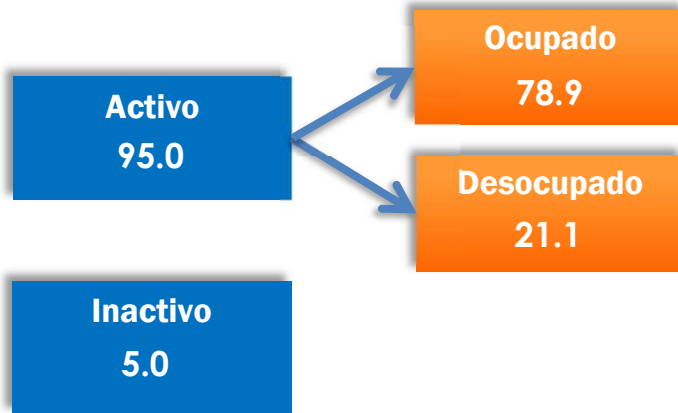 Activo
95.0
Ocupado
78.9
Desocupado
21.1
Inactivo
5.0